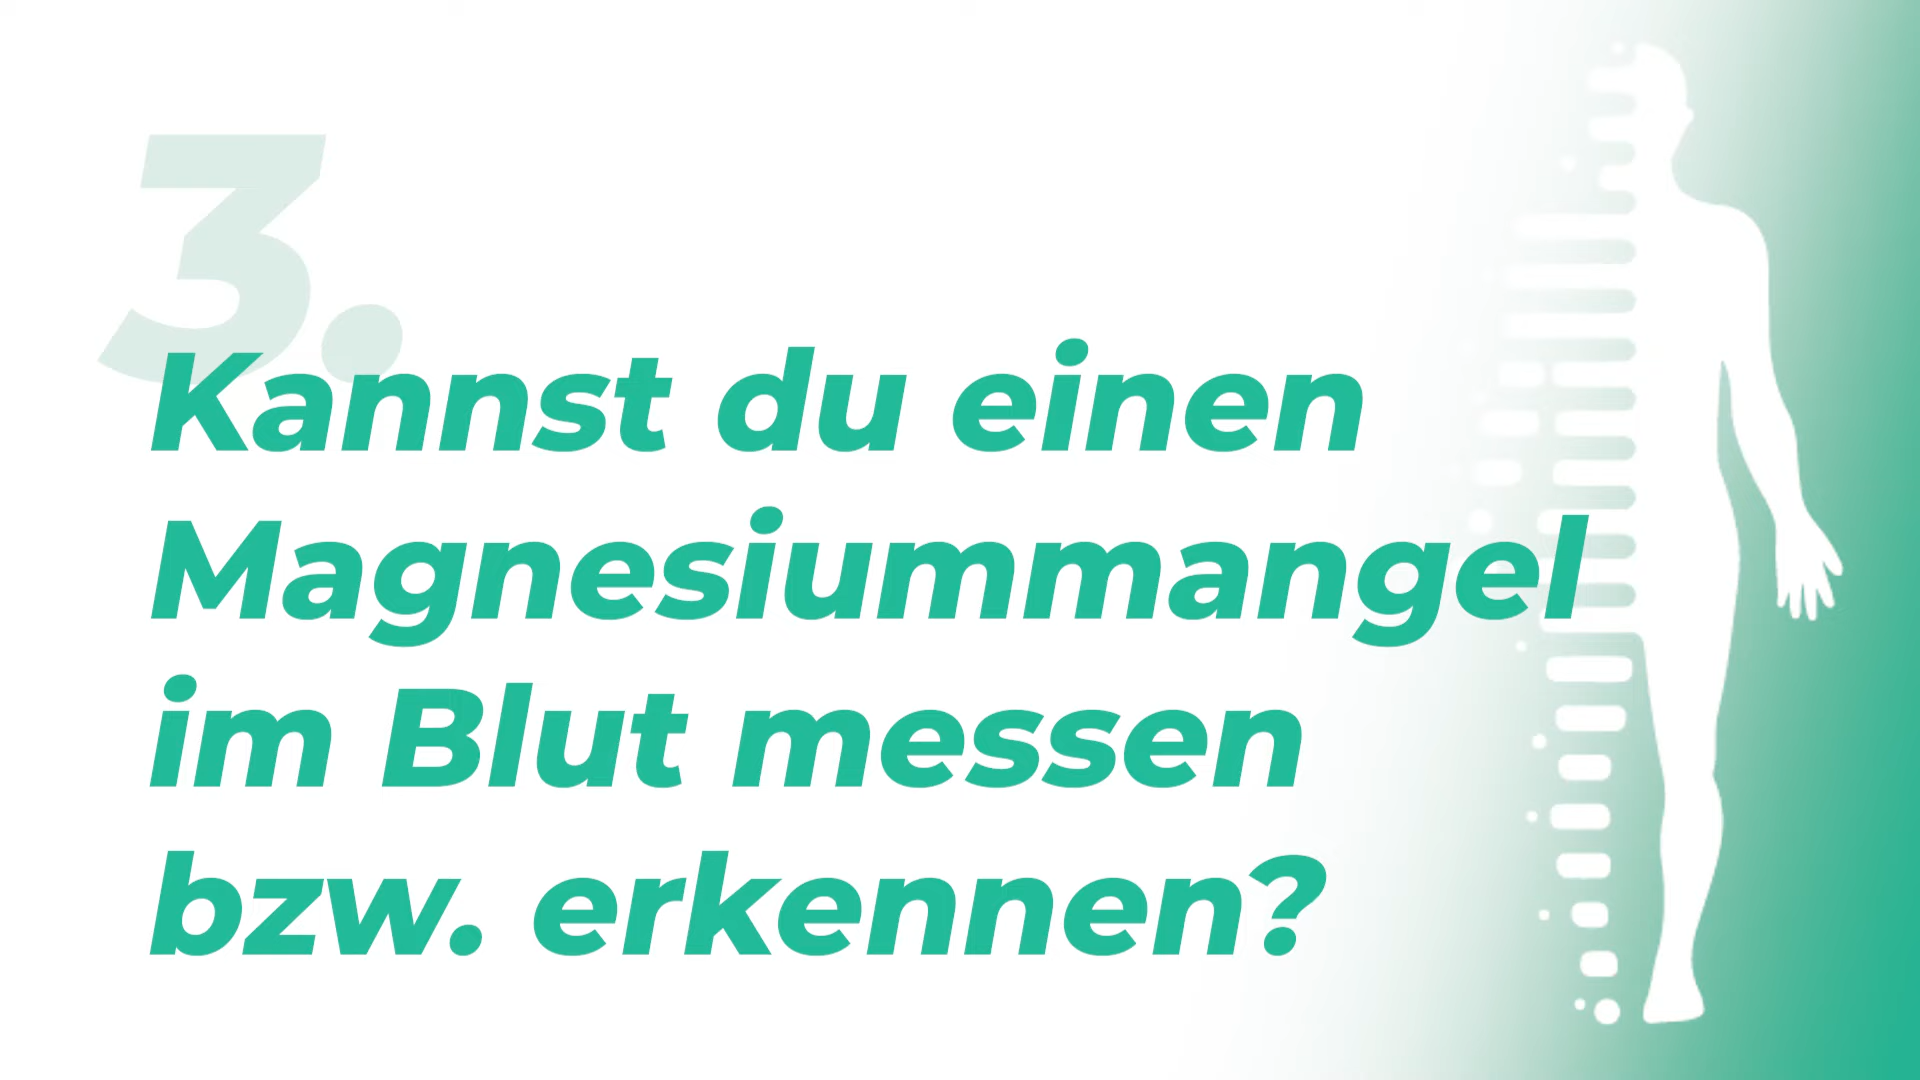 3.
Kannst du einen
Magnesiummangel
im Blut messen
bzw. erkennen?